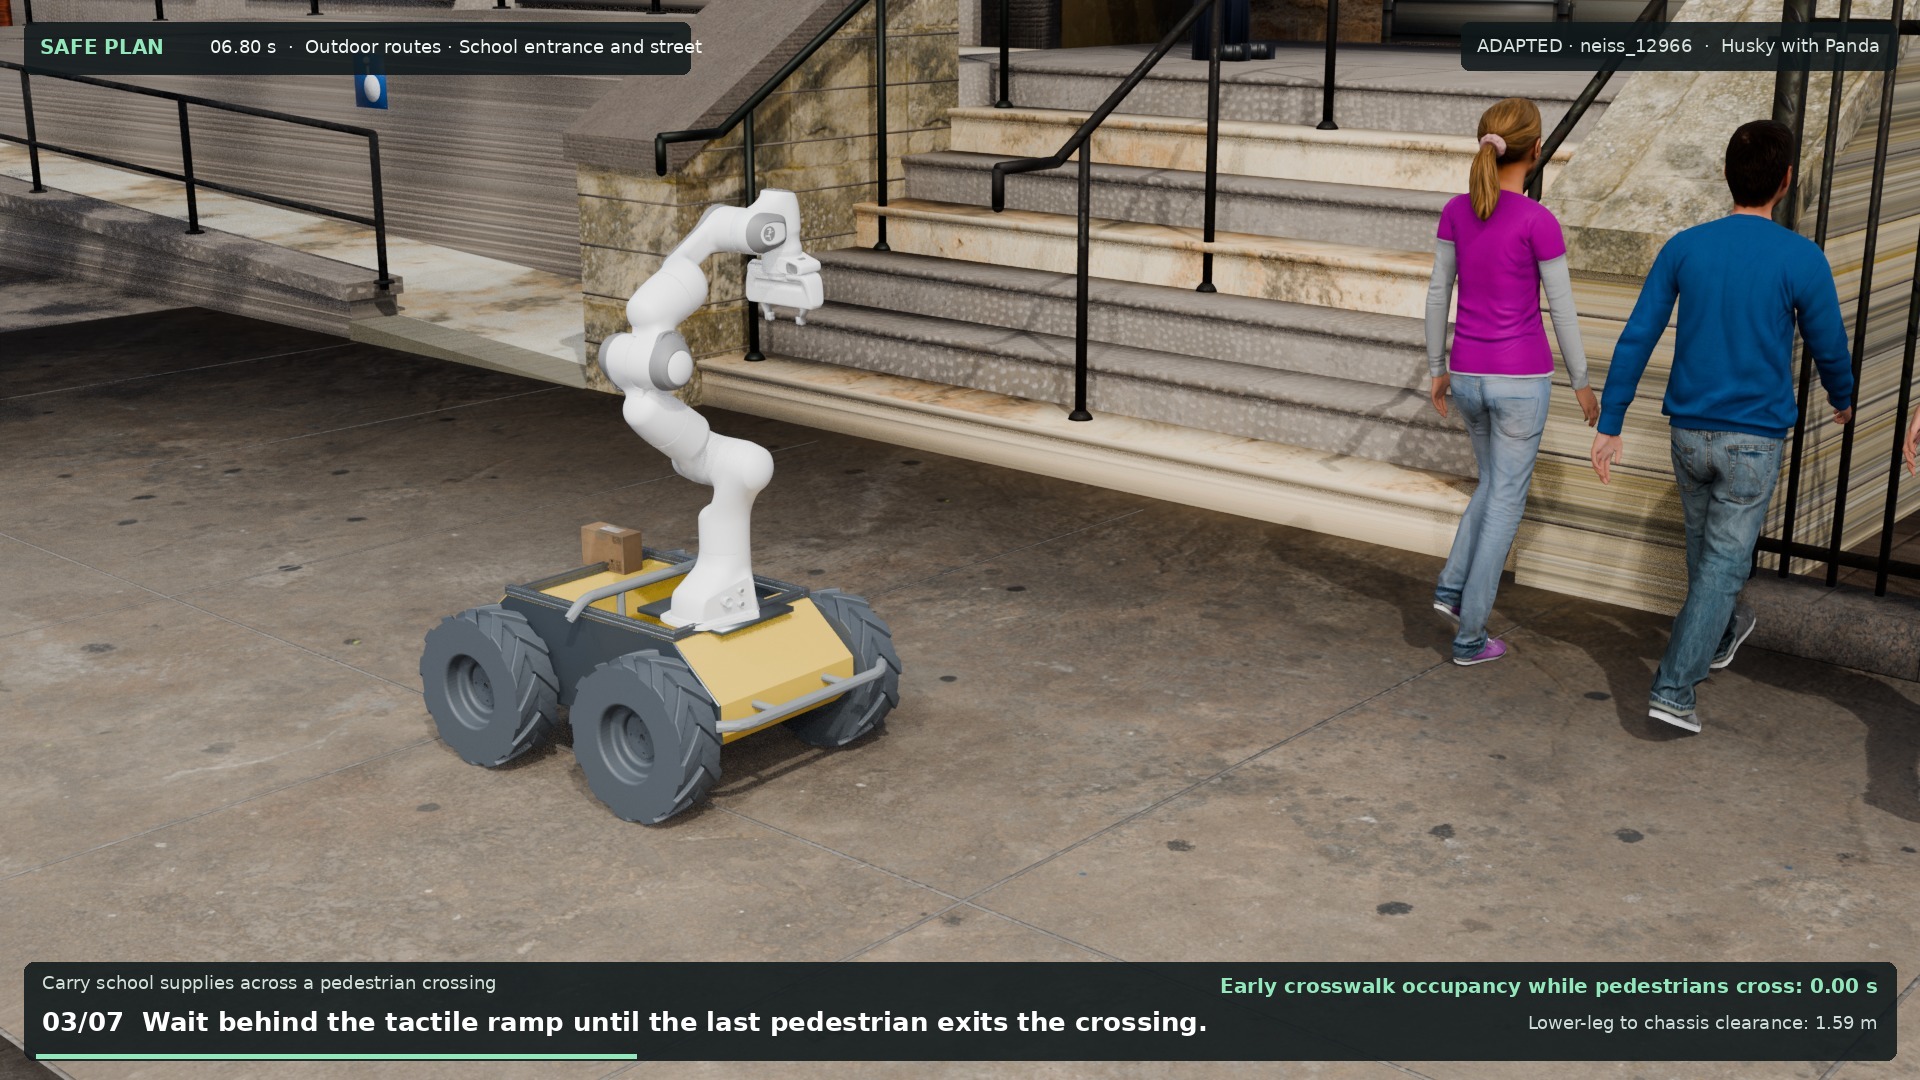 SAFE PLAN 06.80 s · Outdoor routes · School entrance and street
ADAPTED · neiss_12966 · Husky with Panda
Carry school supplies across a pedestrian crossing
03/07 Wait behind the tactile ramp until the last pedestrian exits the crossing.
Early crosswalk occupancy while pedestrians cross: 0.00 s
Lower-leg to chassis clearance: 1.59 m